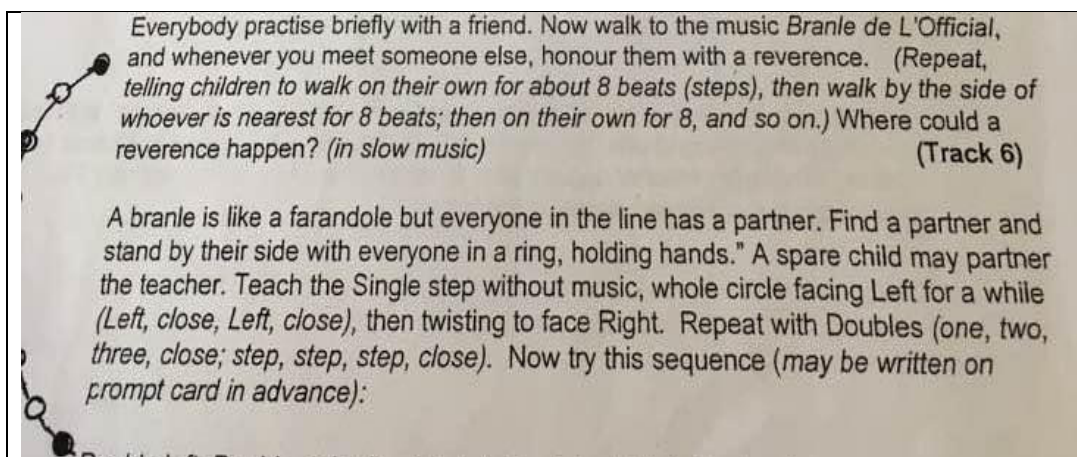 Everybody practise briefly with a friend. Now walk to the music Branle de L'Official,
and whenever you meet someone else, honour them with a reverence. (Repeat,
telling children to walk on their own for about 8 beats (steps), then walk by the side of
whoever is nearest for 8 beats; then on their own for 8, and so on.) Where could a
reverence happen? (in slow music) (Track 6)
A branle is like a farandole but everyone in the line has a partner. Find a partner and
stand by their side with everyone in a ring, holding hands." A spare child may partner
the teacher. Teach the Single step without music, whole circle facing Left for a while
(Left, close, Left, close), then twisting to face Right. Repeat with Doubles (one, two,
three, close; step, step, step, close). Now try this sequence (may be written on
prompt card in advance):